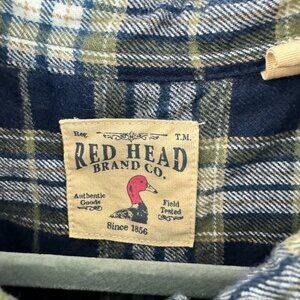 Reg. T.M.
RED HEAD
BRAND CO.
Authentic Goods
Field Tested
Since 1856